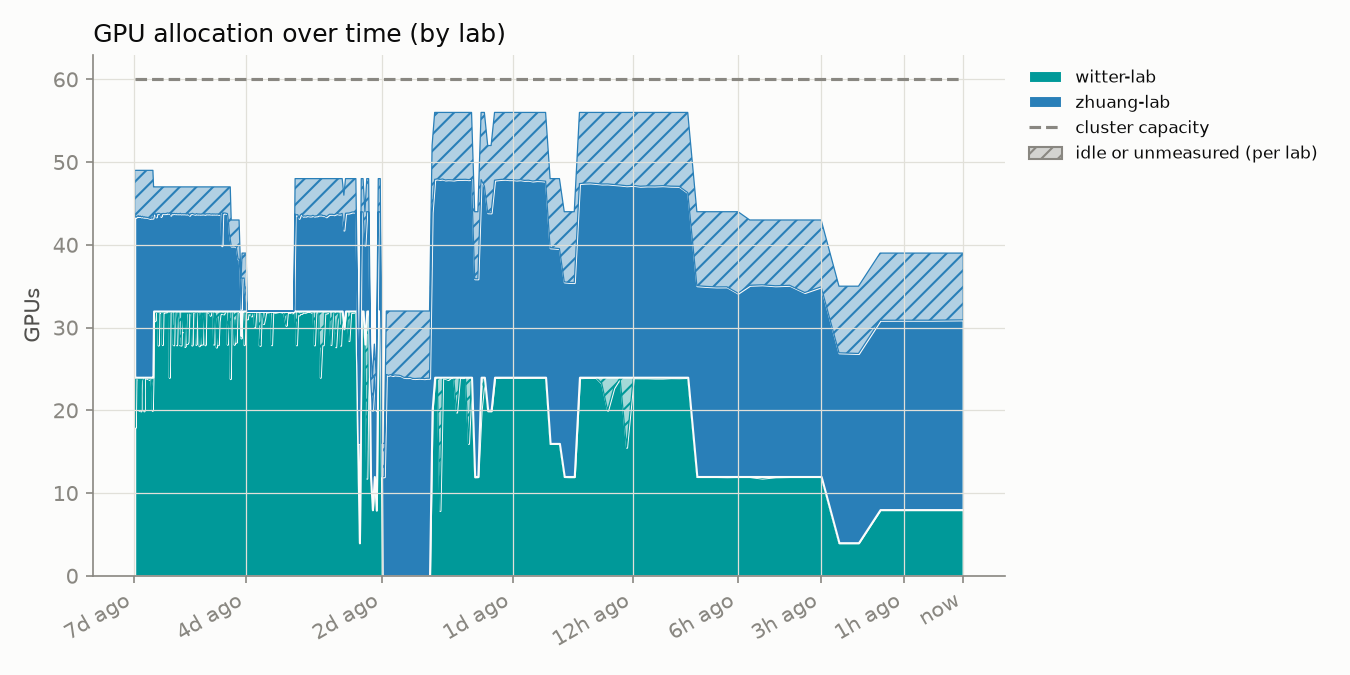 GPU allocation over time (by lab)
witter-lab
zhuang-lab
cluster capacity
idle or unmeasured (per lab)
GPUs
60
50
40
30
20
10
0
7d ago
4d ago
2d ago
1d ago
12h ago
6h ago
3h ago
1h ago
now